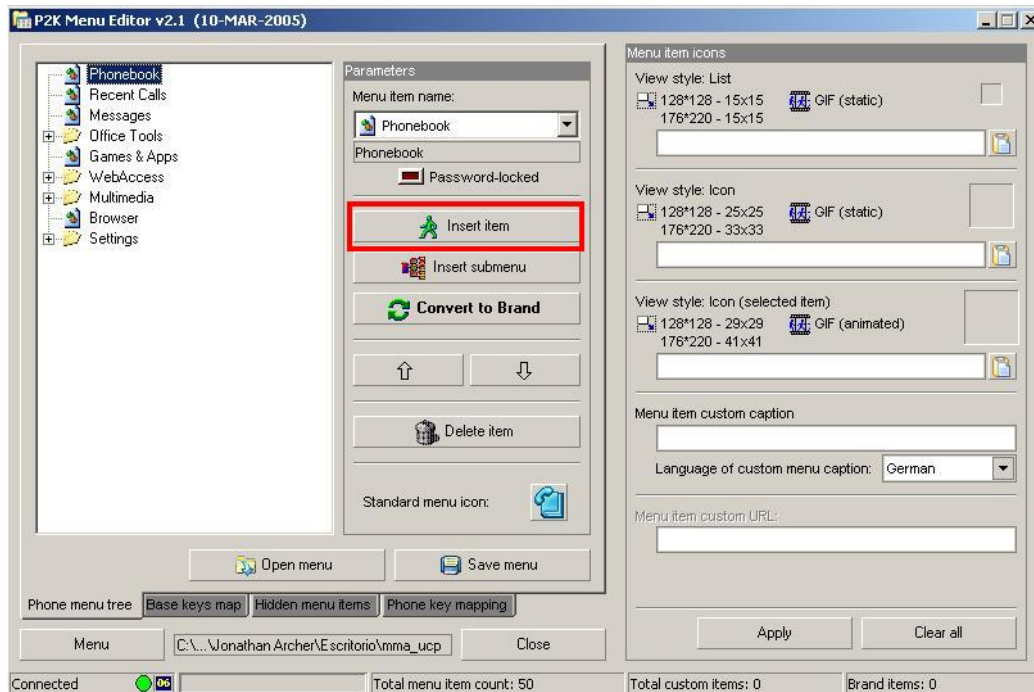 P2K Menu Editor v2.1 (10-MAR-2005)
Phonebook
Recent Calls
Messages
Office Tools
Games & Apps
WebAccess
Multimedia
Browser
Settings
Parameters
Menu item name:
Phonebook
Phonebook
Password-locked
Insert item
Insert submenu
Convert to Brand
Delete item
Standard menu icon:
Open menu
Save menu
Phone menu tree
Base keys map
Hidden menu items
Phone key mapping
Menu
C:\...\Jonathan Archer\Escritorio\mma_ucp
Close
Menu item icons
View style: List
128*128 - 15x15
GIF (static)
176*220 - 15x15
View style: Icon
128*128 - 25x25
GIF (static)
176*220 - 33x33
View style: Icon (selected item)
128*128 - 29x29
GIF (animated)
176*220 - 41x41
Menu item custom caption
Language of custom menu caption:
German
Menu item custom URL:
Apply
Clear all
Connected
06
Total menu item count: 50
Total custom items: 0
Brand items: 0